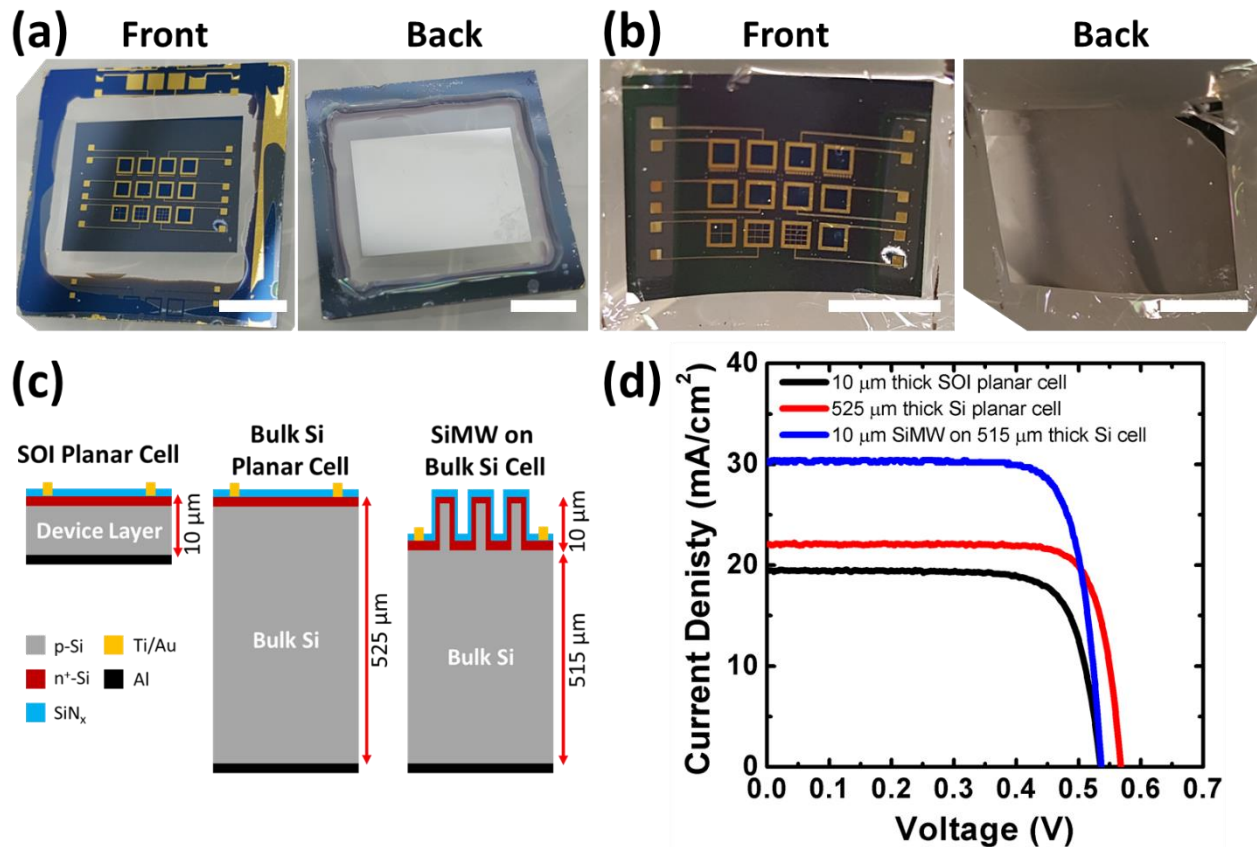 (a) Front Back
(b) Front Back
(c)
SOI Planar Cell
Device Layer
10 μm
Bulk Si
Planar Cell
Bulk Si
525 μm
SiMW on
Bulk Si Cell
10 μm
Bulk Si
515 μm
p-Si Ti/Au
n⁺-Si Al
SiNₓ
(d)
Current Denisty (mA/cm²)
40
30
20
10
0
10 μm thick SOI planar cell
525 μm thick Si planar cell
10 μm SiMW on 515 μm thick Si cell
0.0 0.1 0.2 0.3 0.4 0.5 0.6 0.7
Voltage (V)